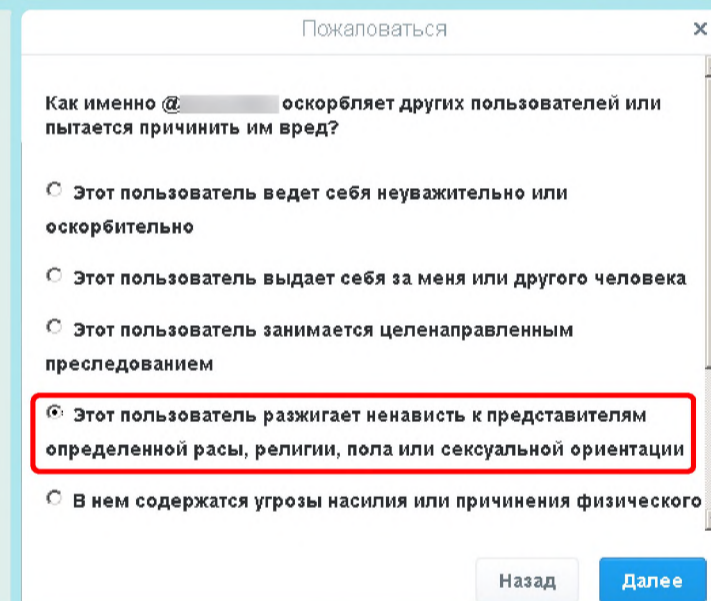 Пожаловаться
Как именно @ оскорбляет других пользователей или
пытается причинить им вред?
Этот пользователь ведет себя неуважительно или
оскорбительно
Этот пользователь выдает себя за меня или другого человека
Этот пользователь занимается целенаправленным
преследованием
Этот пользователь разжигает ненависть к представителям
определенной расы, религии, пола или сексуальной ориентации
В нем содержатся угрозы насилия или причинения физического
Назад Далее